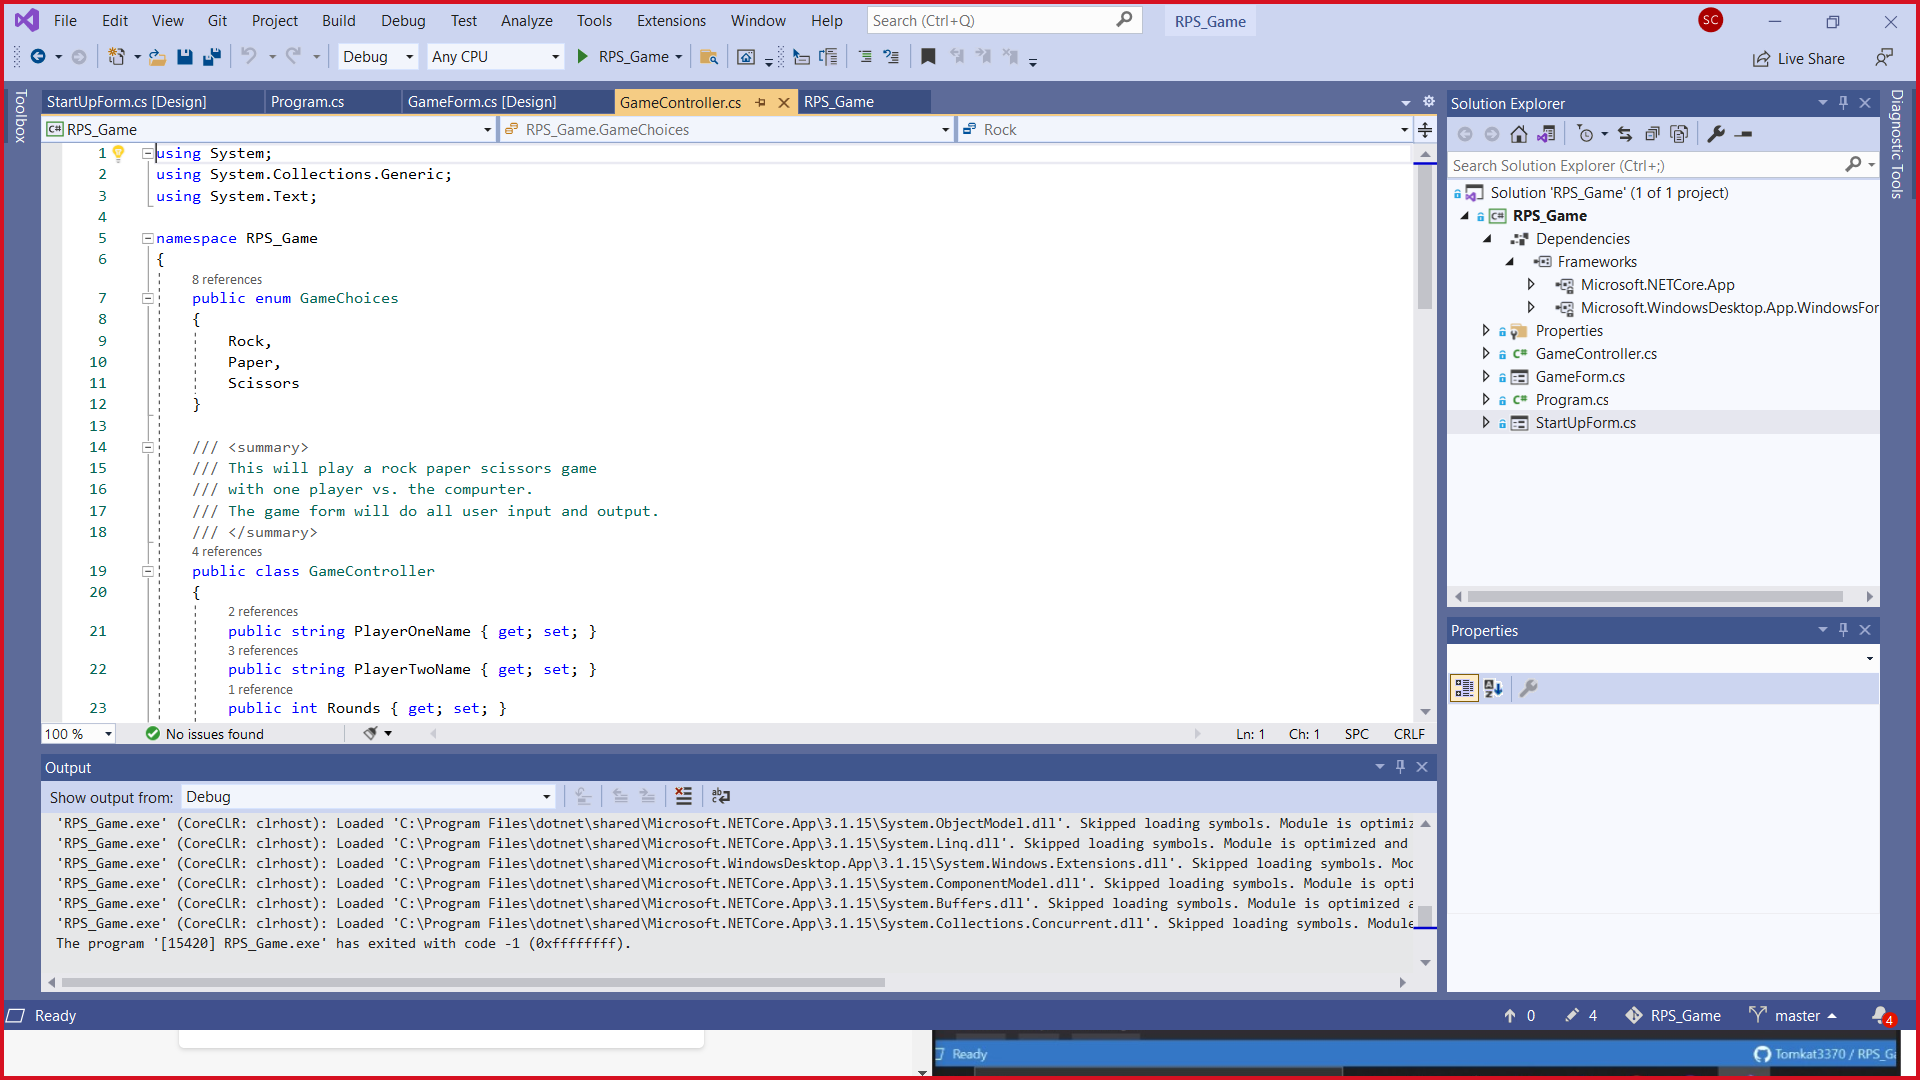 File Edit View Git Project Build Debug Test Analyze Tools Extensions Window Help Search (Ctrl+Q) RPS_Game SC
Debug Any CPU RPS_Game Live Share
Toolbox
StartUpForm.cs [Design] Program.cs GameForm.cs [Design] GameController.cs RPS_Game
C# RPS_Game RPS_Game.GameChoices Rock
1 using System;
2 using System.Collections.Generic;
3 using System.Text;
4
5 namespace RPS_Game
6 {
8 references
7 public enum GameChoices
8 {
9 Rock,
10 Paper,
11 Scissors
12 }
13
14 /// <summary>
15 /// This will play a rock paper scissors game
16 /// with one player vs. the compurter.
17 /// The game form will do all user input and output.
18 /// </summary>
4 references
19 public class GameController
20 {
2 references
21 public string PlayerOneName { get; set; }
3 references
22 public string PlayerTwoName { get; set; }
1 reference
23 public int Rounds { get; set; }
100 % No issues found Ln: 1 Ch: 1 SPC CRLF
Output
Show output from: Debug
'RPS_Game.exe' (CoreCLR: clrhost): Loaded 'C:\Program Files\dotnet\shared\Microsoft.NETCore.App\3.1.15\System.ObjectModel.dll'. Skipped loading symbols. Module is optimiz
'RPS_Game.exe' (CoreCLR: clrhost): Loaded 'C:\Program Files\dotnet\shared\Microsoft.NETCore.App\3.1.15\System.Linq.dll'. Skipped loading symbols. Module is optimized and
'RPS_Game.exe' (CoreCLR: clrhost): Loaded 'C:\Program Files\dotnet\shared\Microsoft.WindowsDesktop.App\3.1.15\System.Windows.Extensions.dll'. Skipped loading symbols. Mod
'RPS_Game.exe' (CoreCLR: clrhost): Loaded 'C:\Program Files\dotnet\shared\Microsoft.NETCore.App\3.1.15\System.ComponentModel.dll'. Skipped loading symbols. Module is opti
'RPS_Game.exe' (CoreCLR: clrhost): Loaded 'C:\Program Files\dotnet\shared\Microsoft.NETCore.App\3.1.15\System.Buffers.dll'. Skipped loading symbols. Module is optimized a
'RPS_Game.exe' (CoreCLR: clrhost): Loaded 'C:\Program Files\dotnet\shared\Microsoft.NETCore.App\3.1.15\System.Collections.Concurrent.dll'. Skipped loading symbols. Module
The program '[15420] RPS_Game.exe' has exited with code -1 (0xffffffff).
Solution Explorer
Search Solution Explorer (Ctrl+;)
Solution 'RPS_Game' (1 of 1 project)
C# RPS_Game
Dependencies
Frameworks
Microsoft.NETCore.App
Microsoft.WindowsDesktop.App.WindowsFor
Properties
C# GameController.cs
GameForm.cs
C# Program.cs
StartUpForm.cs
Properties
Diagnostic Tools
Ready 0 4 RPS_Game master 4
Ready Tomkat3370 / RPS_Ga